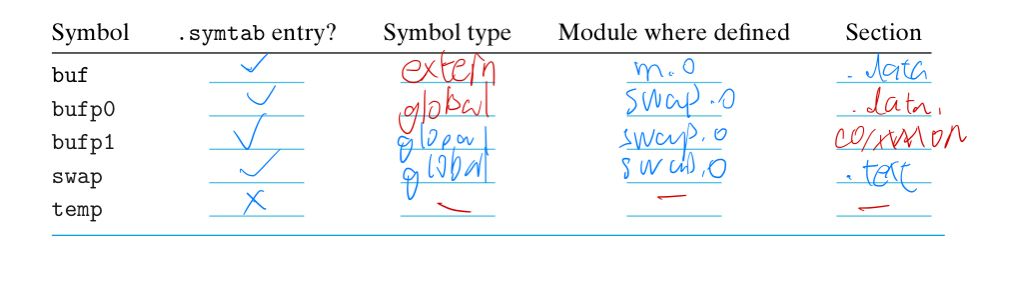 Symbol .symtab entry? Symbol type Module where defined Section
buf ✓ extern m.o .data
bufp0 ✓ global swap.o .data.
bufp1 ✓ global swap.o common
swap ✓ global swap.o .text
temp × — — —